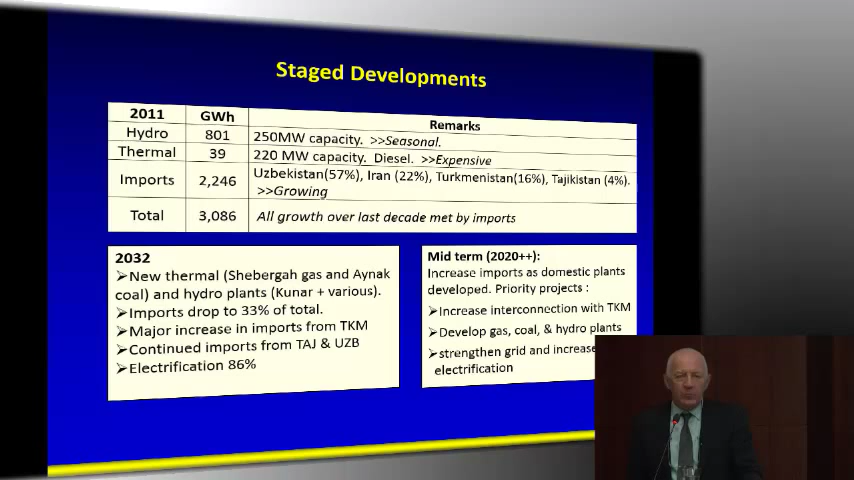 Staged Developments
2011 GWh Remarks
Hydro 801 250MW capacity. >>Seasonal.
Thermal 39 220 MW capacity. Diesel. >>Expensive
Imports 2,246 Uzbekistan(57%), Iran (22%), Turkmenistan(16%), Tajikistan (4%).
>>Growing
Total 3,086 All growth over last decade met by imports
2032
➢New thermal (Shebergah gas and Aynak
coal) and hydro plants (Kunar + various).
➢Imports drop to 33% of total.
➢Major increase in imports from TKM
➢Continued imports from TAJ & UZB
➢Electrification 86%
Mid term (2020++):
Increase imports as domestic plants
developed. Priority projects :
➢Increase interconnection with TKM
➢Develop gas, coal, & hydro plants
➢strengthen grid and increase
electrification